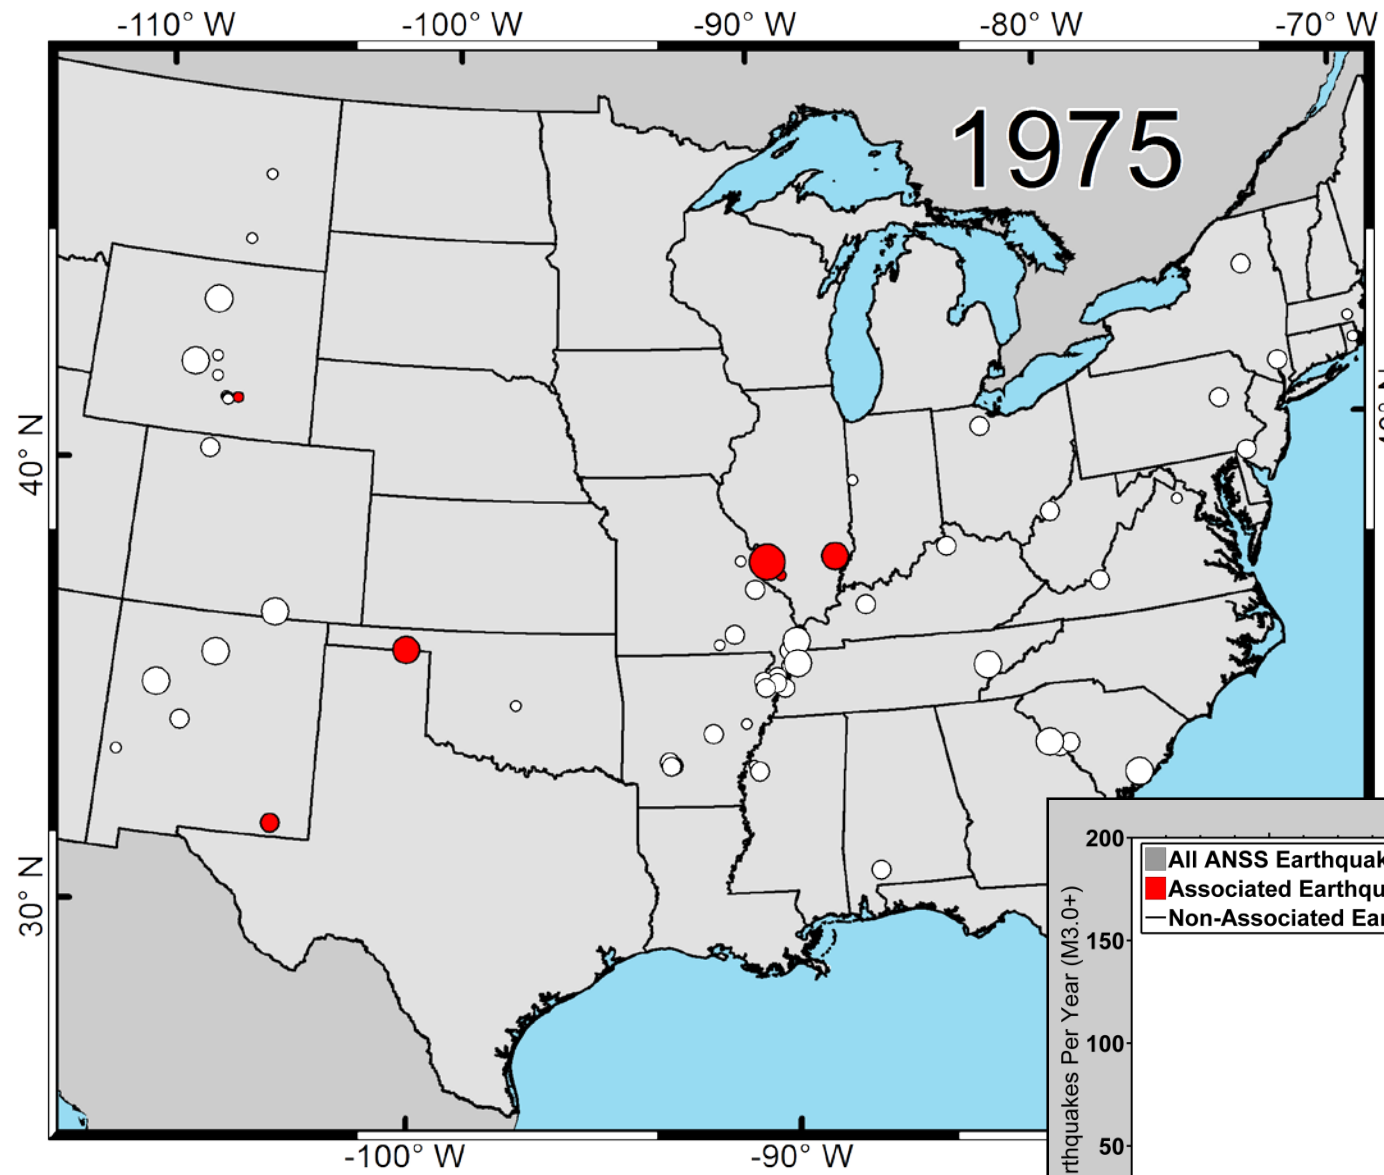 -110° W -100° W -90° W -80° W -70° W
1975
40° N
30° N
200
150
100
50
All ANSS Earthquak
Associated Earthqu
Non-Associated Ear
rthquakes Per Year (M3.0+)
-100° W -90° W